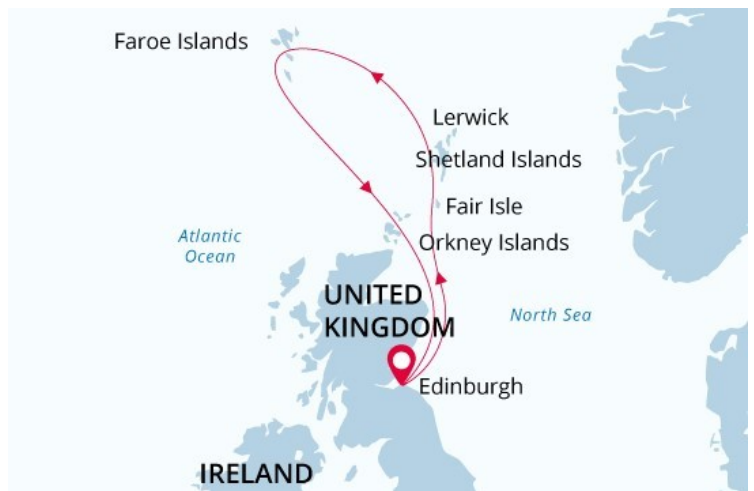 Faroe Islands
Lerwick
Shetland Islands
Fair Isle
Atlantic
Ocean
Orkney Islands
UNITED
KINGDOM
North Sea
Edinburgh
IRELAND